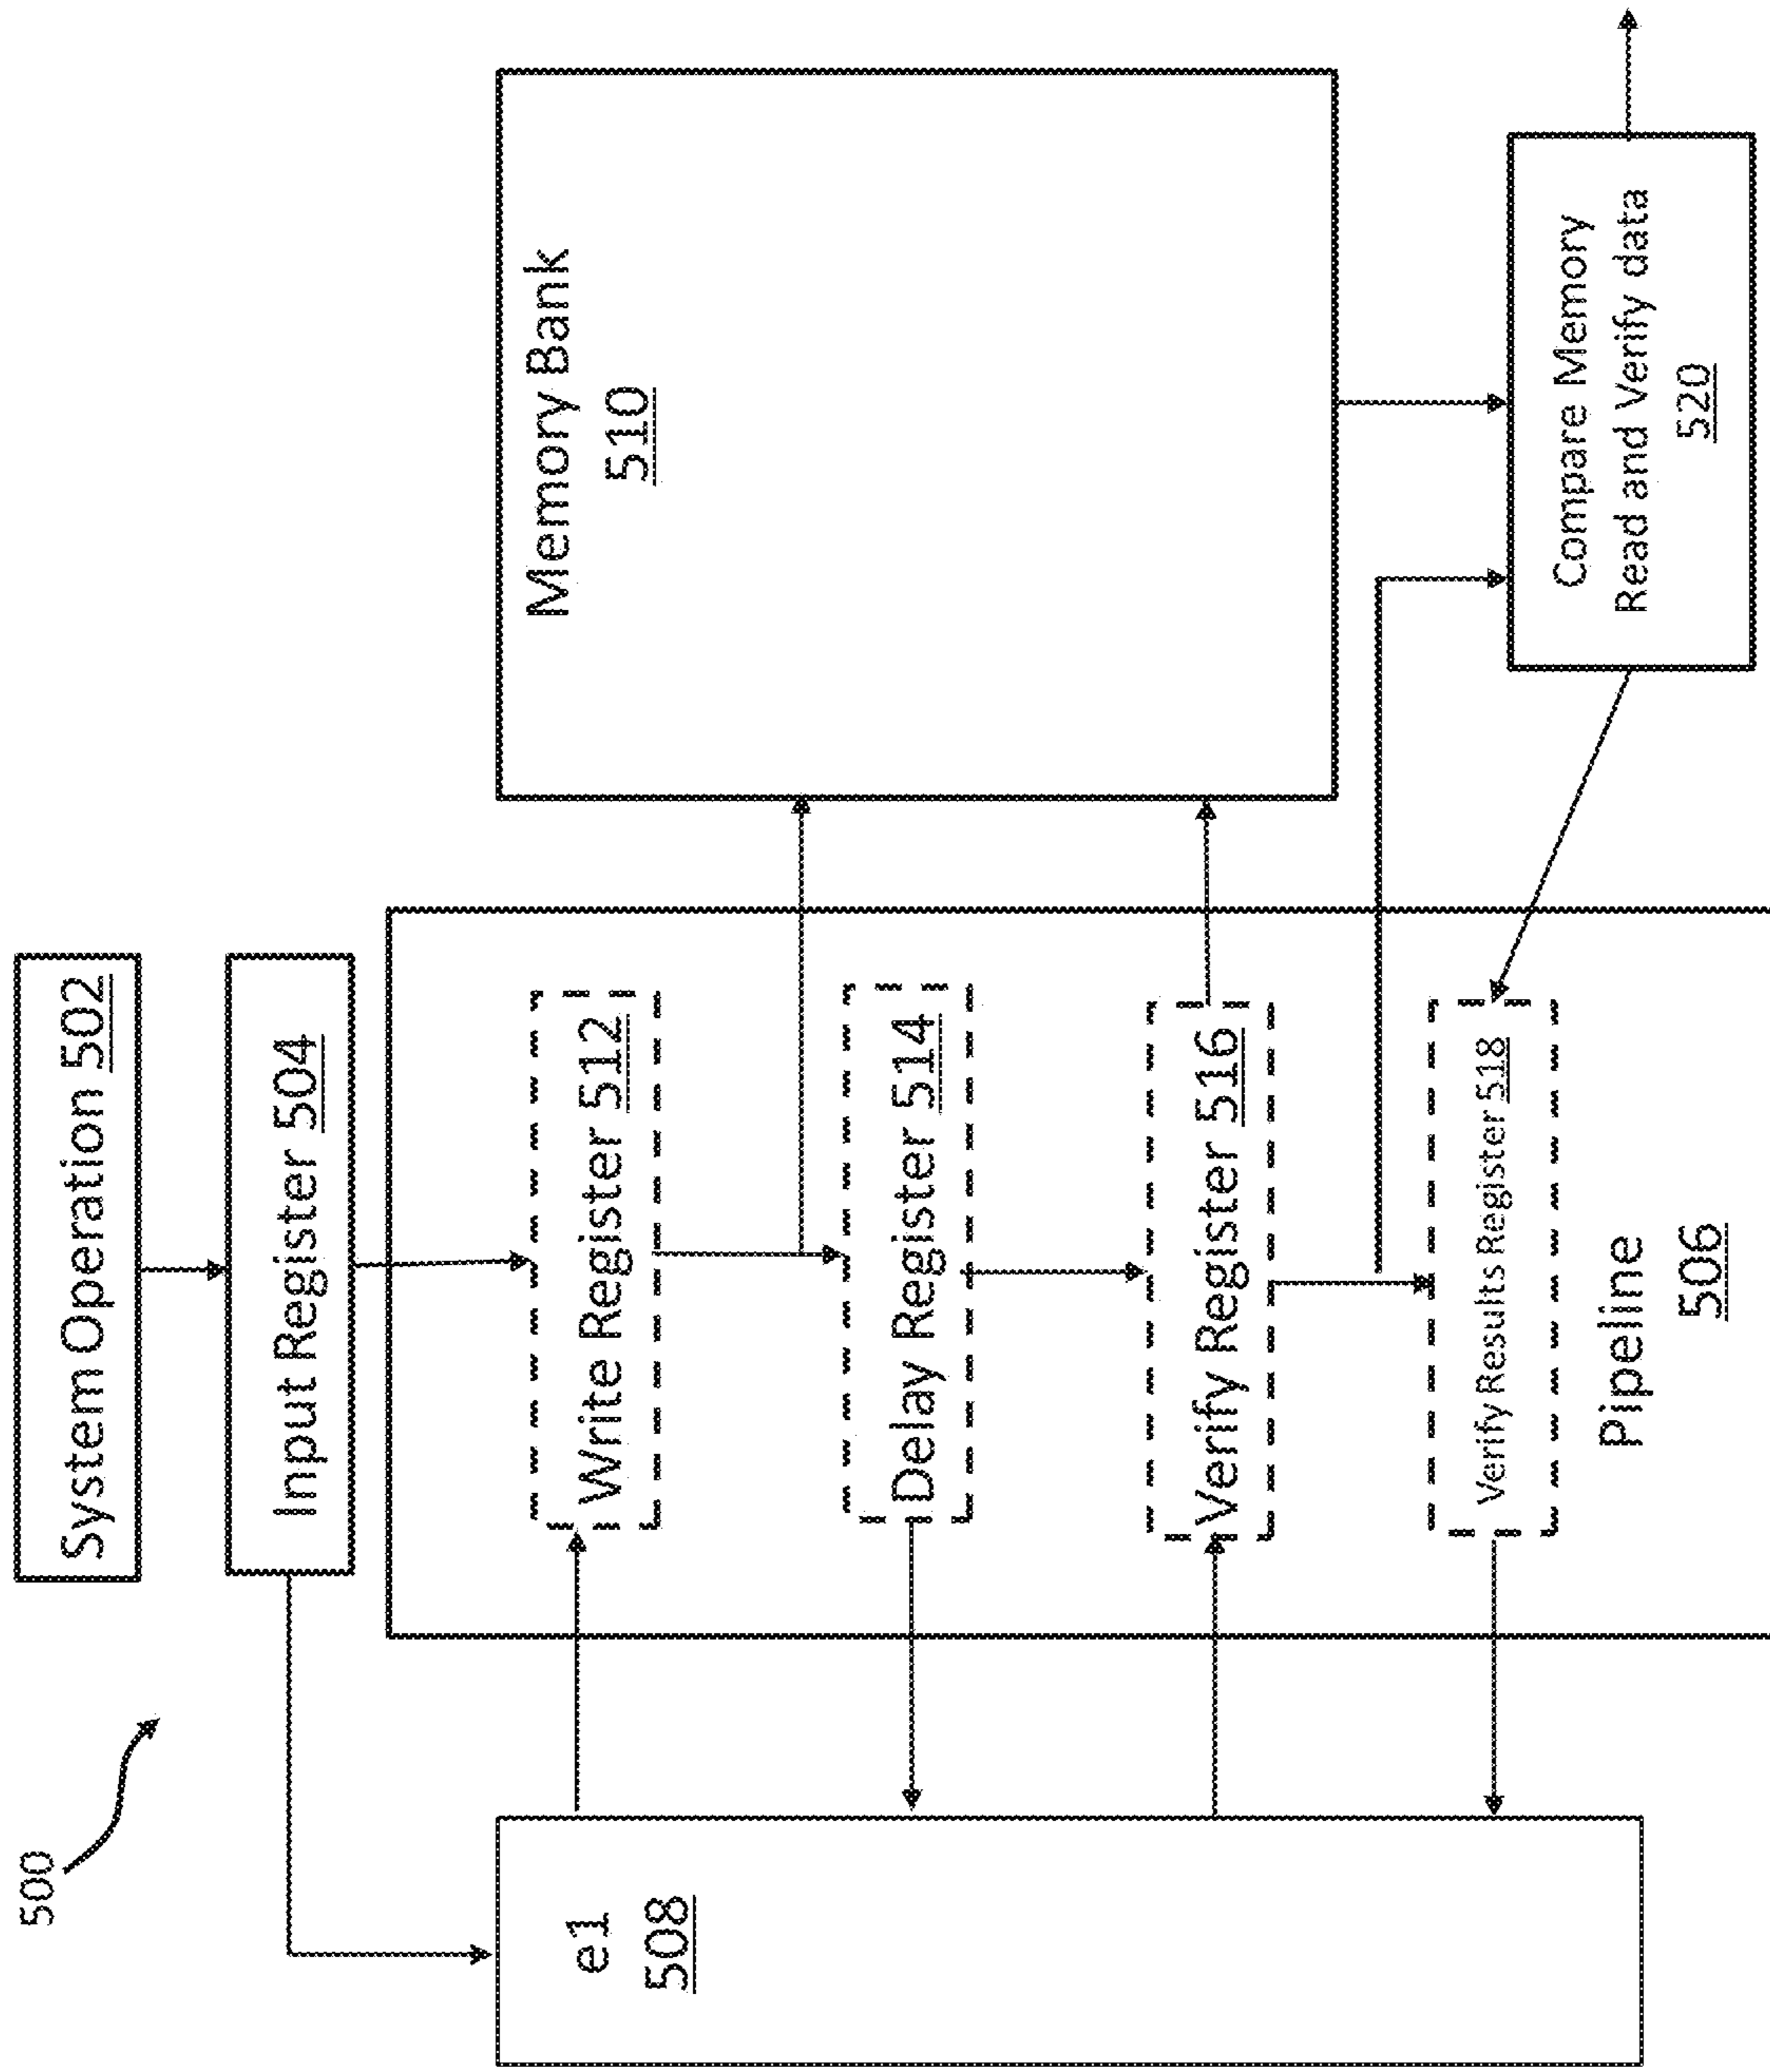 500
System Operation 502
Input Register 504
e1
508
Write Register 512
Delay Register 514
Verify Register 516
Verify Results Register 518
Pipeline
506
Memory Bank
510
Compare Memory
Read and Verify data
520